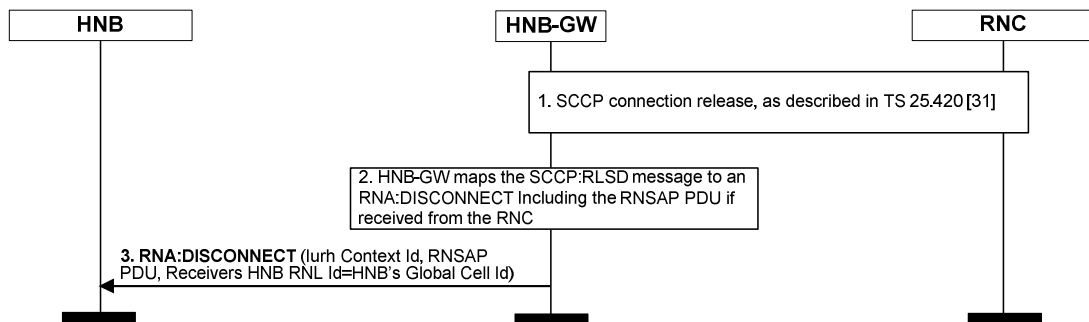 HNB
HNB-GW
RNC
1. SCCP connection release, as described in TS 25.420 [31]
2. HNB-GW maps the SCCP:RLSD message to an
RNA:DISCONNECT Including the RNSAP PDU if
received from the RNC
3. RNA:DISCONNECT (Iurh Context Id, RNSAP
PDU, Receivers HNB RNL Id=HNB's Global Cell Id)